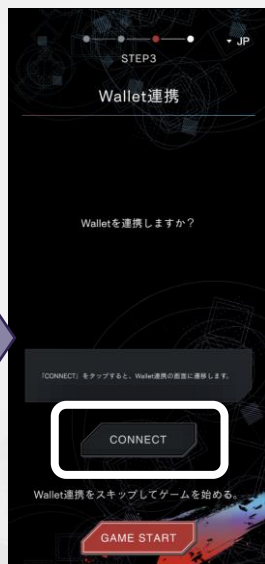 JP
STEP3
Wallet連携
Walletを連携しますか？
「CONNECT」をタップすると、Wallet連携の画面に遷移します。
CONNECT
Wallet連携をスキップしてゲームを始める。
GAME START